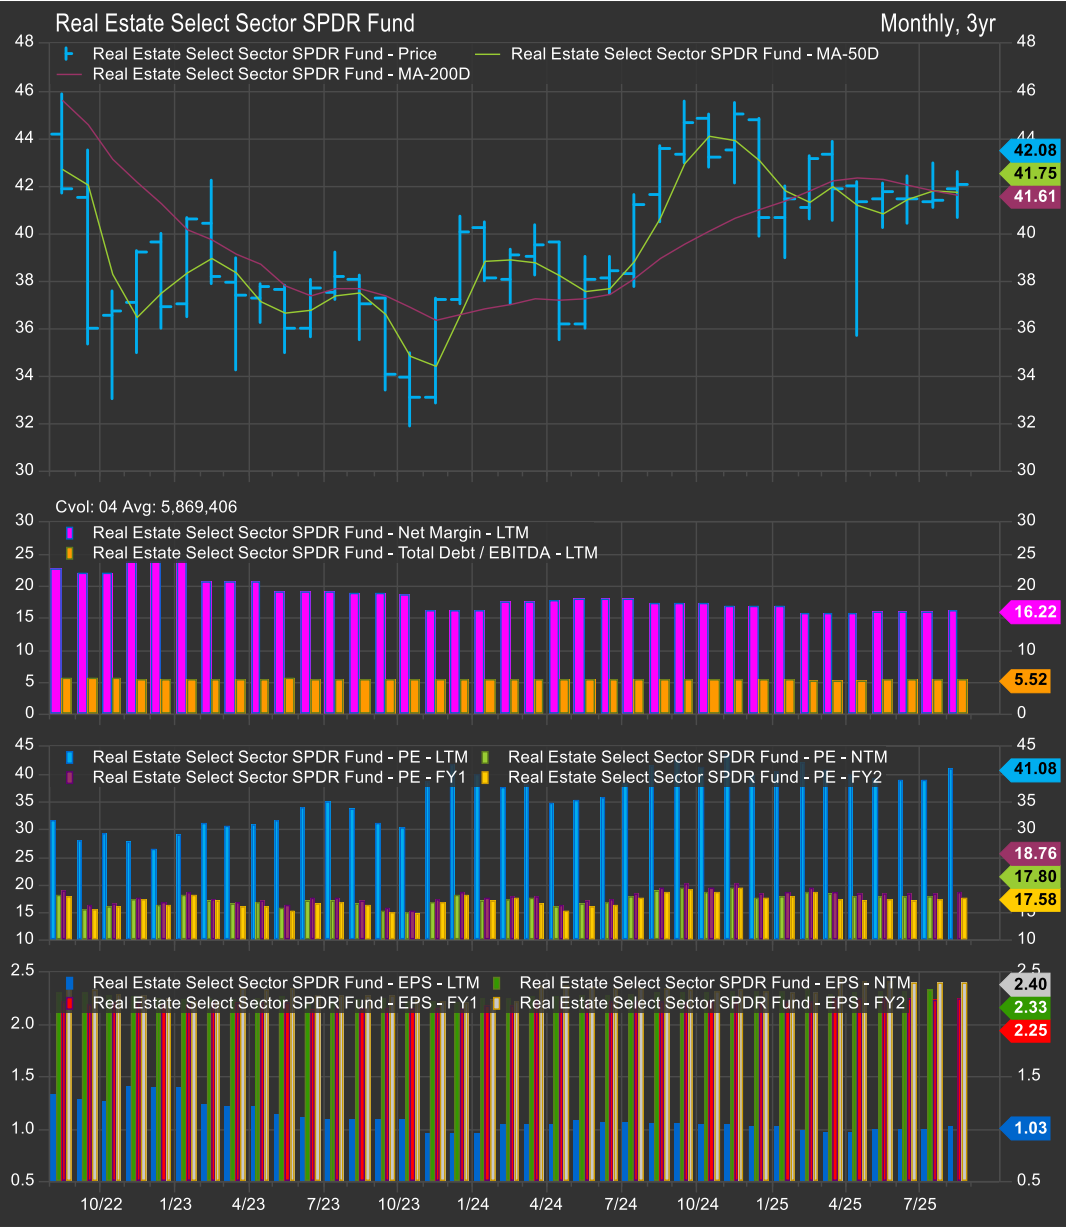 Real Estate Select Sector SPDR Fund Monthly, 3yr
48 48
Real Estate Select Sector SPDR Fund - Price Real Estate Select Sector SPDR Fund - MA-50D
Real Estate Select Sector SPDR Fund - MA-200D
46 46
44 44
42.08
42
41.75
41.61
40 40
38 38
36 36
34 34
32 32
30 30
Cvol: 04 Avg: 5,869,406
30 30
Real Estate Select Sector SPDR Fund - Net Margin - LTM
25 Real Estate Select Sector SPDR Fund - Total Debt / EBITDA - LTM 25
20 20
15 16.22
10 10
5 5.52
0 0
45 45
Real Estate Select Sector SPDR Fund - PE - LTM Real Estate Select Sector SPDR Fund - PE - NTM
40 Real Estate Select Sector SPDR Fund - PE - FY1 Real Estate Select Sector SPDR Fund - PE - FY2 41.08
35 35
30 30
25 18.76
20 17.80
15 17.58
15
10 10
2.5 2.5
Real Estate Select Sector SPDR Fund - EPS - LTM Real Estate Select Sector SPDR Fund - EPS - NTM 2.40
Real Estate Select Sector SPDR Fund - EPS - FY1 Real Estate Select Sector SPDR Fund - EPS - FY2 2.33
2.0 2.25
1.5 1.5
1.0 1.03
0.5 0.5
10/22 1/23 4/23 7/23 10/23 1/24 4/24 7/24 10/24 1/25 4/25 7/25